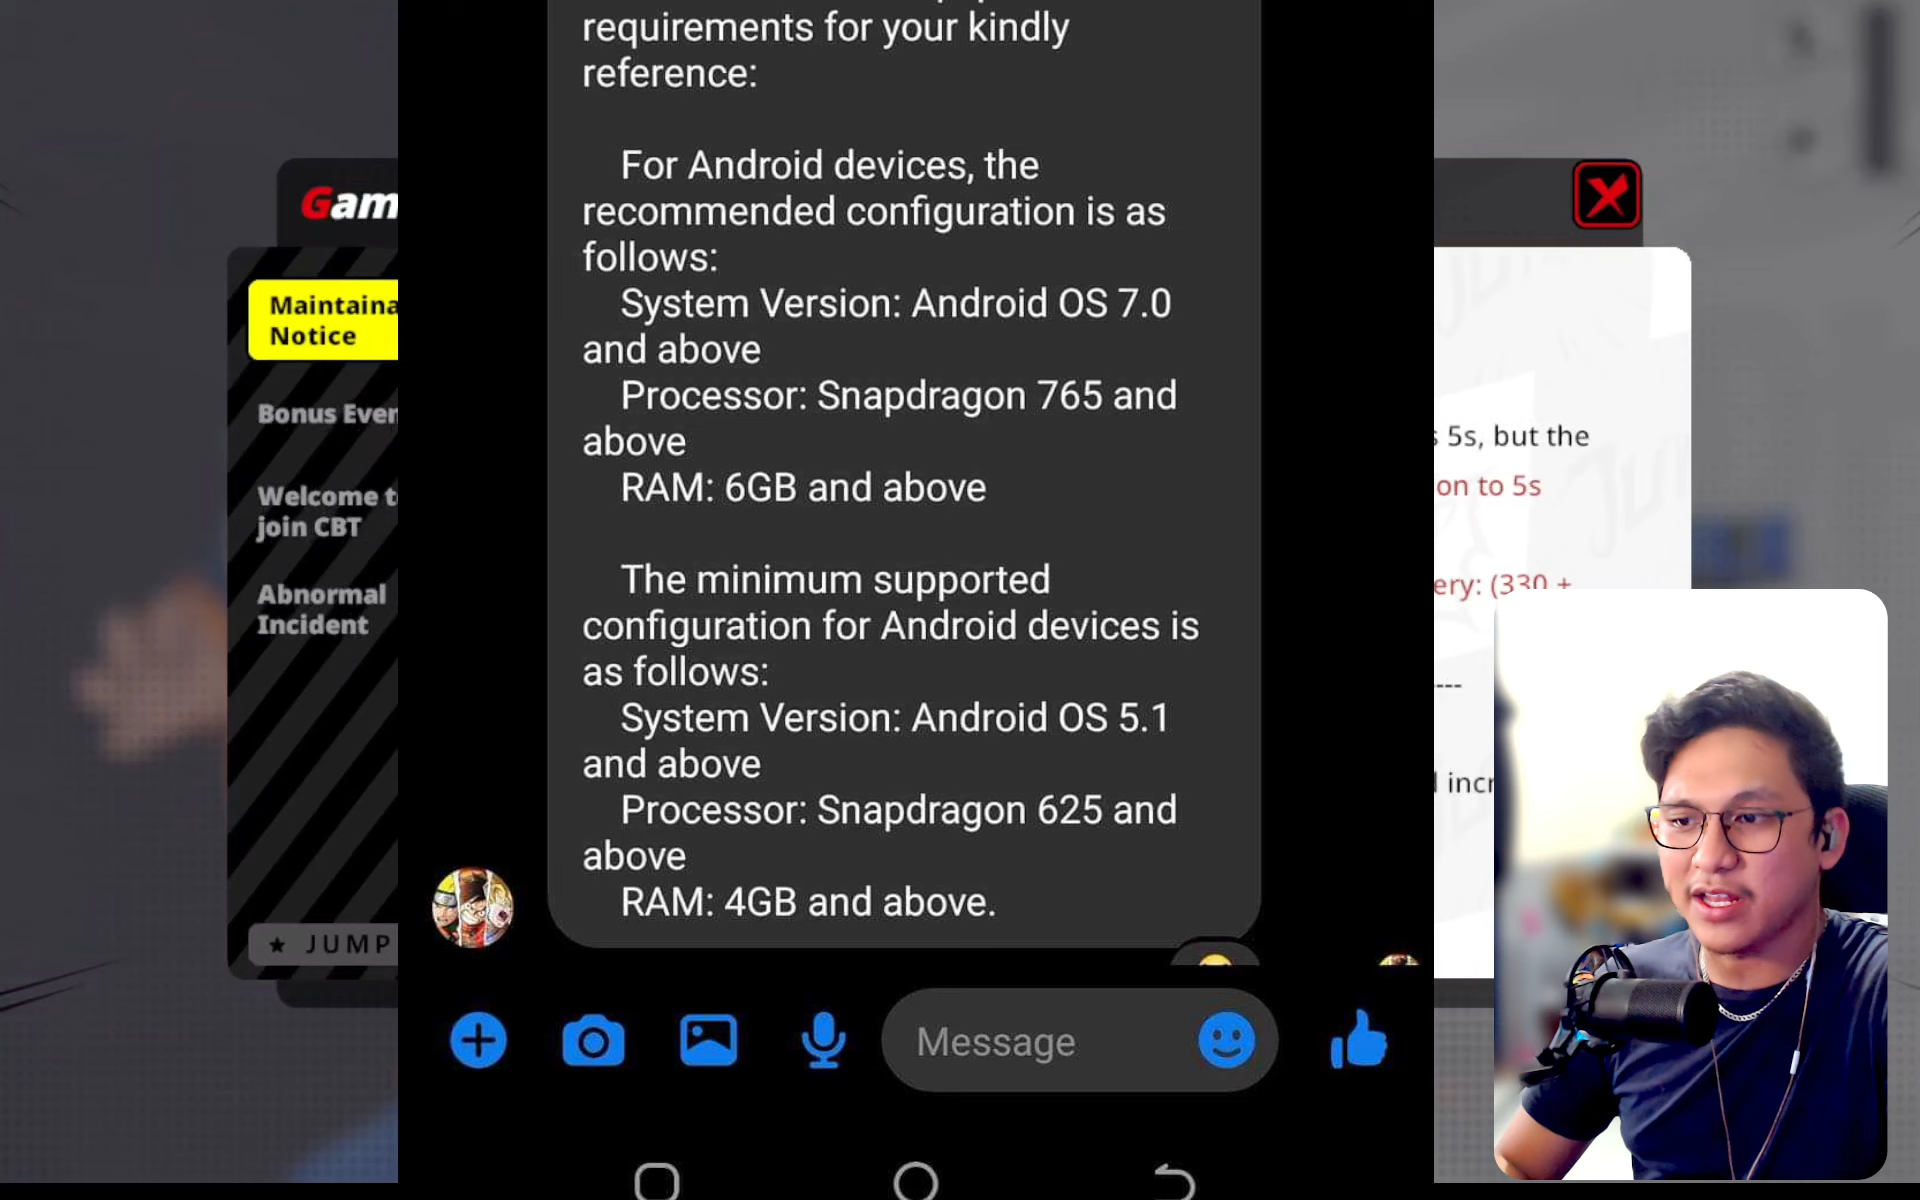 requirements for your kindly
reference:
For Android devices, the
recommended configuration is as
follows:
System Version: Android OS 7.0
and above
Processor: Snapdragon 765 and
above
RAM: 6GB and above
The minimum supported
configuration for Android devices is
as follows:
System Version: Android OS 5.1
and above
Processor: Snapdragon 625 and
above
RAM: 4GB and above.
Message
Gam
Maintaina
Notice
Bonus Even
Welcome t
join CBT
Abnormal
Incident
★ JUMP
X
s 5s, but the
on to 5s
ery: (330 +
----
incr